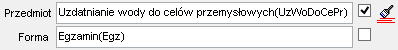 Przedmiot Uzdatnianie wody do celów przemysłowych(UzWoDoCePr)
Forma Egzamin(Egz)